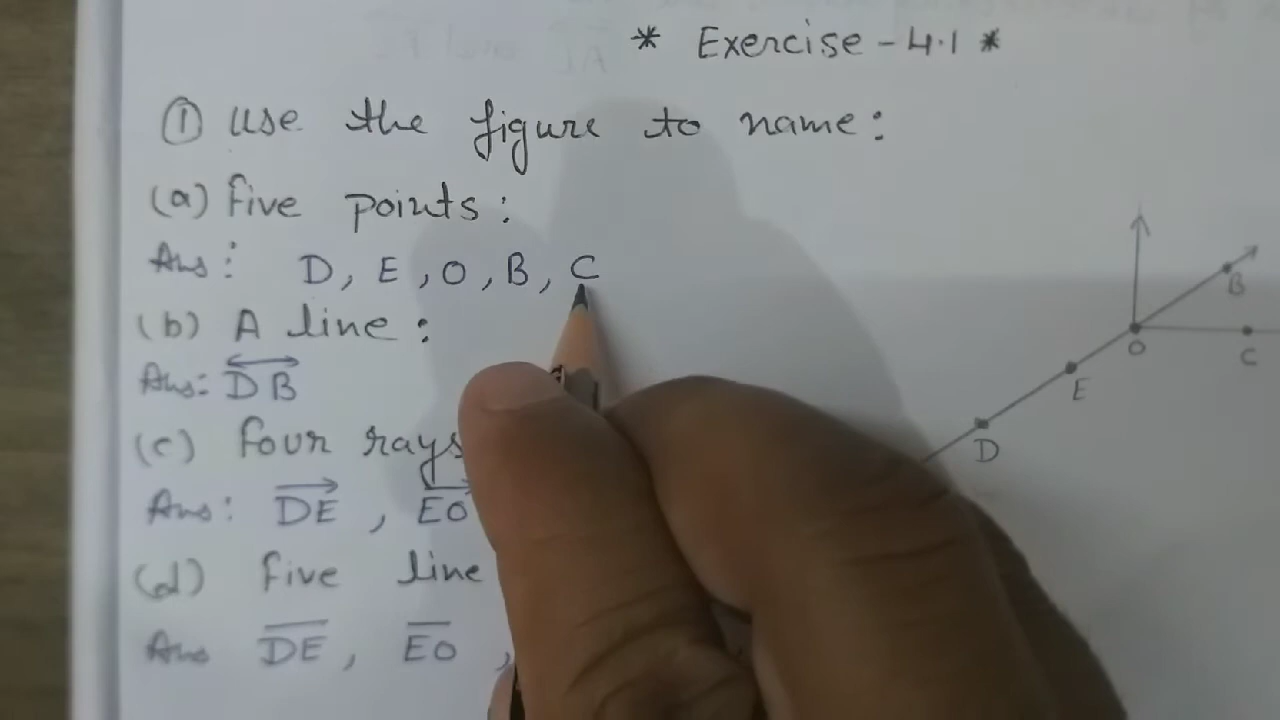 * Exercise - 4.1 *
① Use the figure to name:
(a) five points:
Ans: D, E, O, B, C
(b) A line:
Ans: DB
(c) four rays
Ans: DE, EO
(d) five line
Ans DE, EO,
B
O
C
E
D